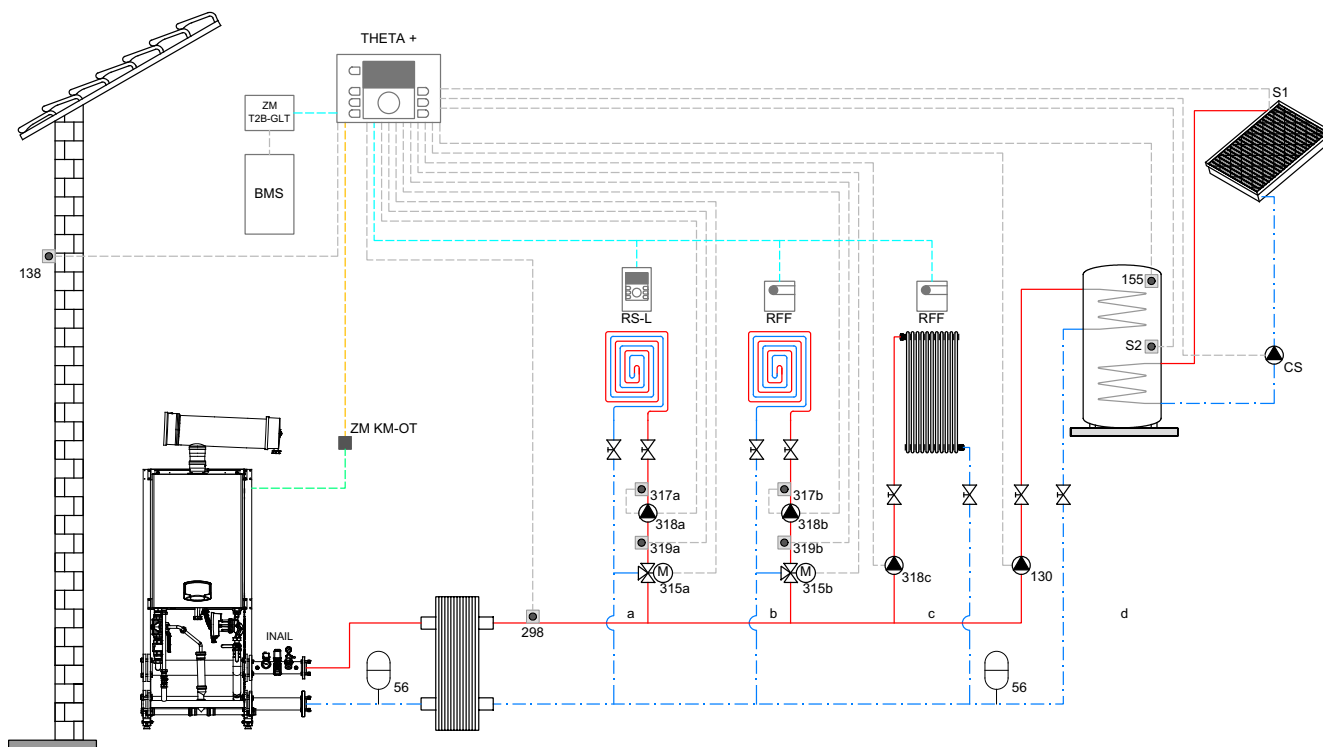 THETA +
S1
ZM
T2B-GLT
BMS
138
155
RS-L
RFF
RFF
S2
CS
ZM KM-OT
317a
317b
318a
318b
319a
319b
M
M
315a
315b
318c
130
a
b
c
d
298
INAIL
56
56